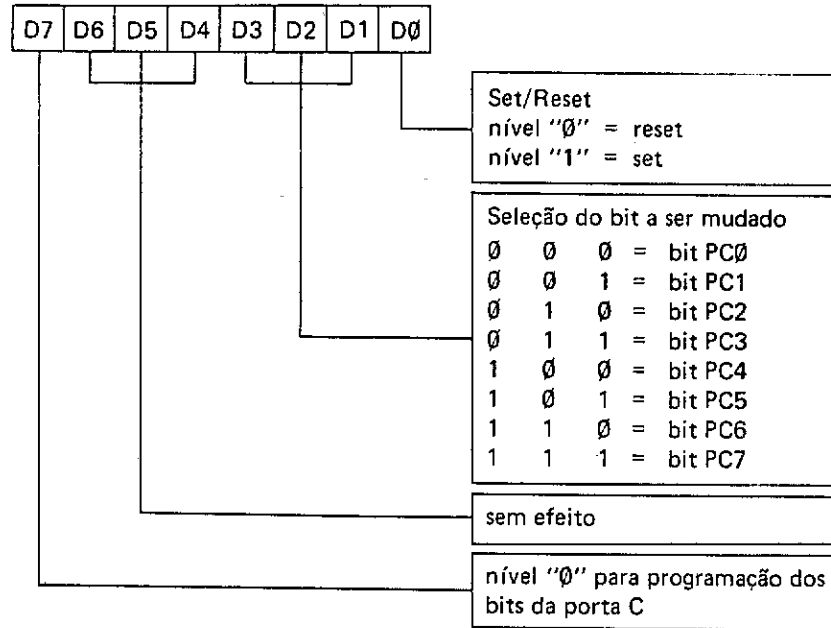 D7 D6 D5 D4 D3 D2 D1 DØ
Set/Reset
nível "Ø" = reset
nível "1" = set
Seleção do bit a ser mudado
Ø Ø Ø = bit PCØ
Ø Ø 1 = bit PC1
Ø 1 Ø = bit PC2
Ø 1 1 = bit PC3
1 Ø Ø = bit PC4
1 Ø 1 = bit PC5
1 1 Ø = bit PC6
1 1 1 = bit PC7
sem efeito
nível "Ø" para programação dos
bits da porta C